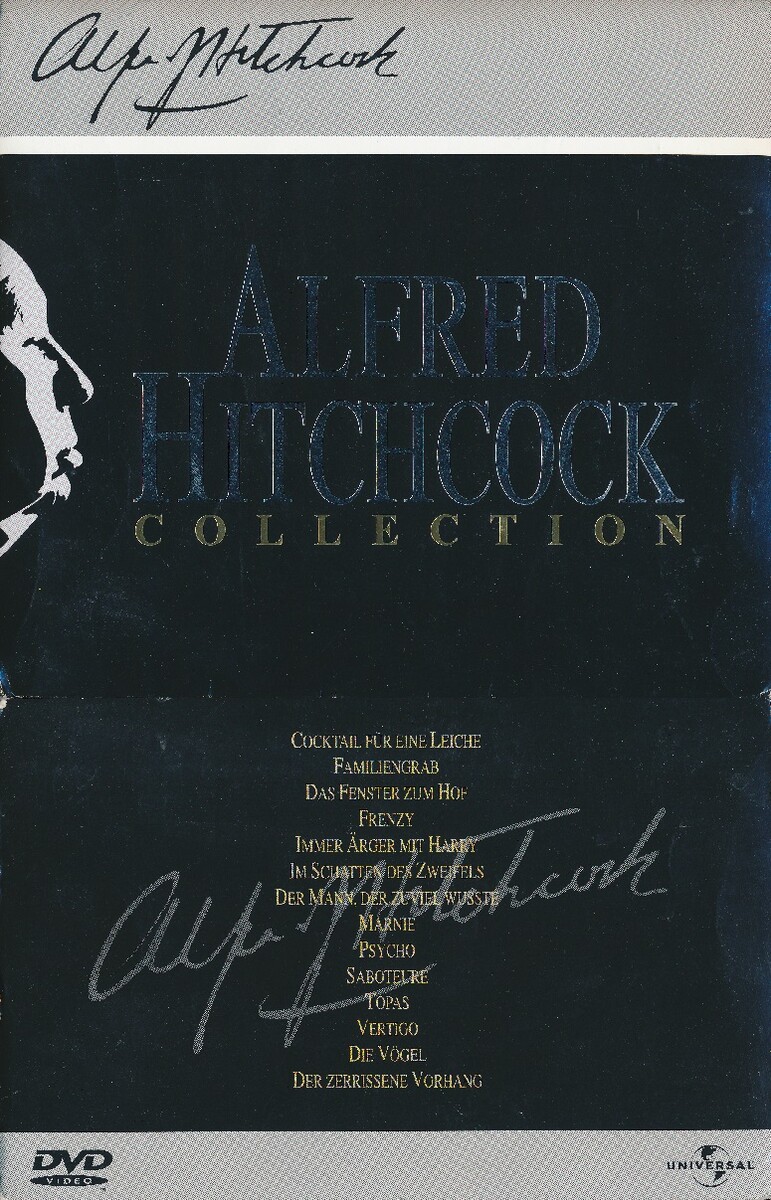 Alfred Hitchcock
ALFRED
HITCHCOCK
COLLECTION
COCKTAIL FÜR EINE LEICHE
FAMILIENGRAB
DAS FENSTER ZUM HOF
FRENZY
IMMER ÄRGER MIT HARRY
IM SCHATTEN DES ZWEIFELS
DER MANN, DER ZUVIEL WUSSTE
MARNIE
PSYCHO
SABOTEURE
TOPAS
VERTIGO
DIE VÖGEL
DER ZERRISSENE VORHANG
Alfred Hitchcock
DVD
VIDEO
UNIVERSAL